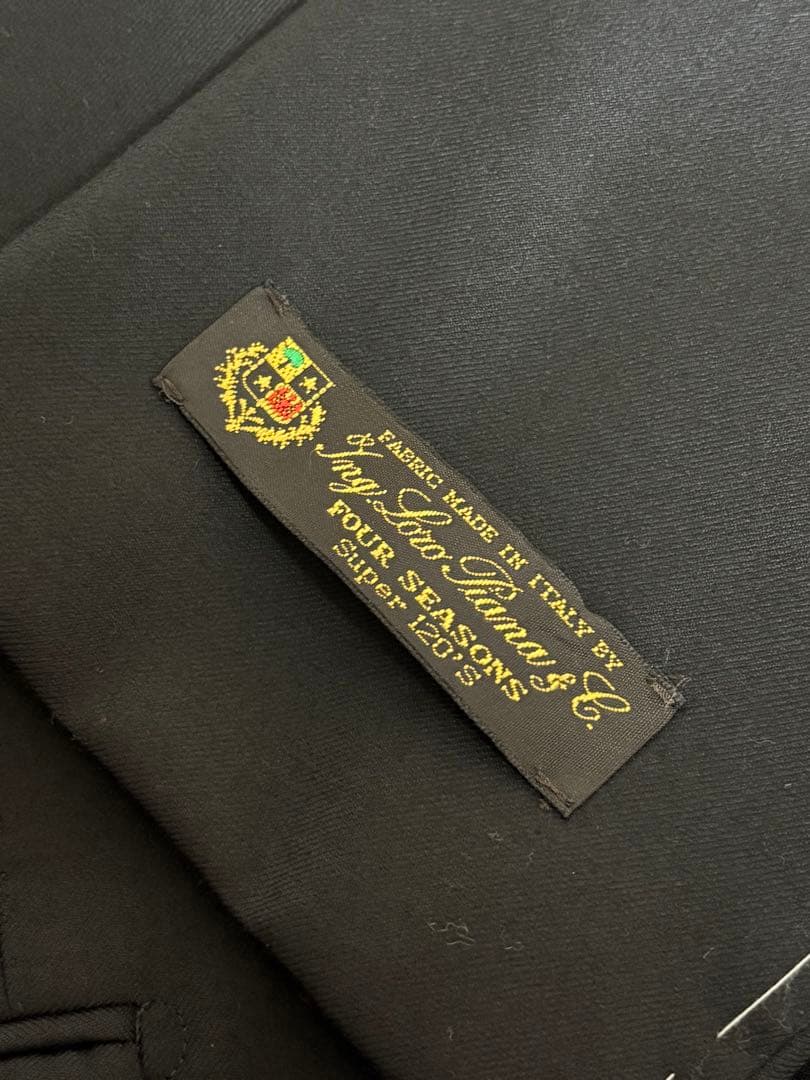 FABRIC MADE IN ITALY BY
Ing. Loro Piana & C.
FOUR SEASONS
Super 120'S